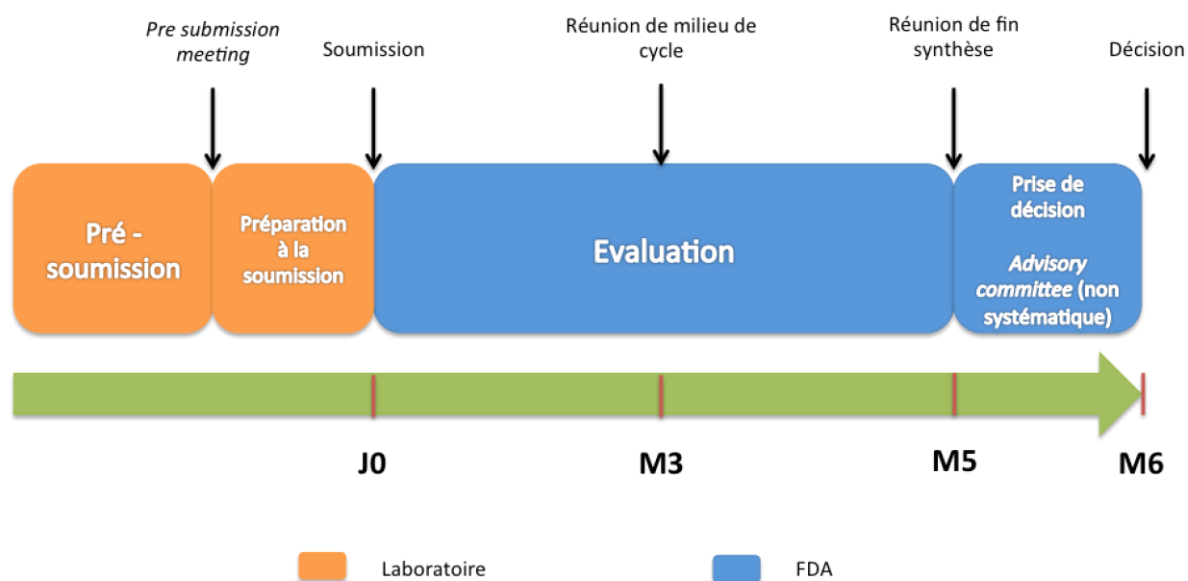 Pre submission
meeting
Soumission
Réunion de milieu de
cycle
Réunion de fin
synthèse
Décision
Pré -
soumission
Préparation
à la
soumission
Evaluation
Prise de
décision
Advisory
committee (non
systématique)
J0
M3
M5
M6
Laboratoire
FDA